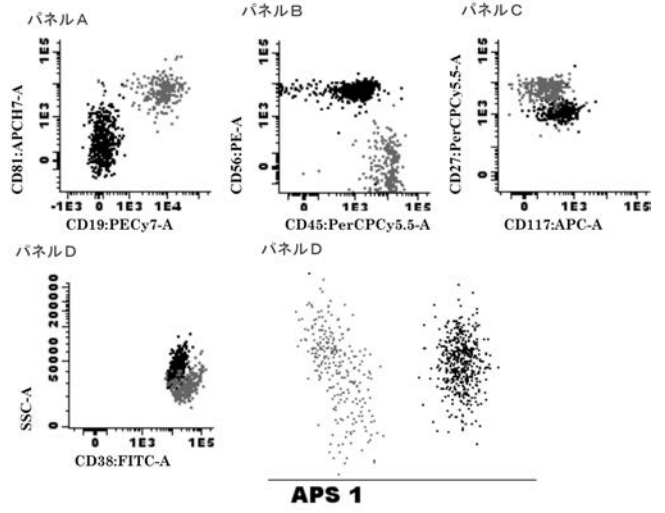 パネルA
1E5
1E3
0
CD81:APCH7-A
-1E3 0 1E3 1E4
CD19:PECy7-A
パネルB
1E5
1E3
0
CD56:PE-A
0 1E3 1E5
CD45:PerCPCy5.5-A
パネルC
1E5
1E3
0
CD27:PerCPCy5.5-A
0 1E3 1E5
CD117:APC-A
パネルD
200000
50000
0
SSC-A
0 1E3 1E5
CD38:FITC-A
パネルD
APS 1